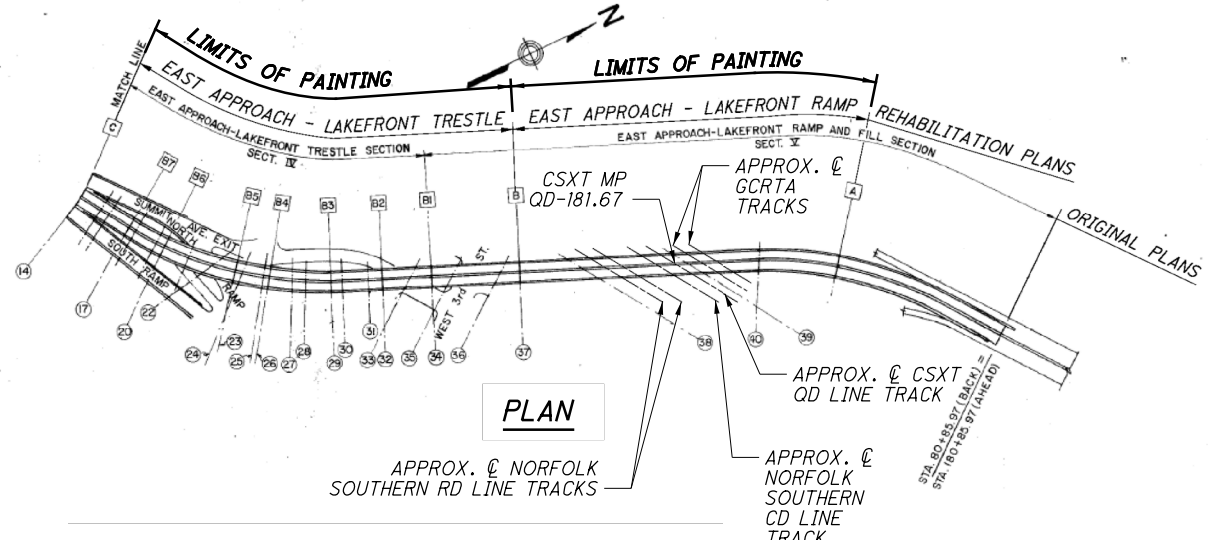 N
LIMITS OF PAINTING
LIMITS OF PAINTING
MATCH LINE
EAST APPROACH - LAKEFRONT TRESTLE
EAST APPROACH - LAKEFRONT RAMP
REHABILITATION PLANS
EAST APPROACH-LAKEFRONT TRESTLE SECTION
SECT. IV
EAST APPROACH-LAKEFRONT RAMP AND FILL SECTION
SECT. V
ORIGINAL PLANS
CSXT MP
QD-181.67
APPROX. ℄
GCRTA
TRACKS
C
B7
B6
B5
B4
B3
B2
B1
B
A
SUMMIT AVE. EXIT
NORTH
RAMP
SOUTH RAMP
WEST 3rd ST.
14
17
20
22
24
23
25
26
27
28
29
30
31
33
32
35
34
36
37
38
40
39
PLAN
APPROX. ℄ CSXT
QD LINE TRACK
APPROX. ℄ NORFOLK
SOUTHERN RD LINE TRACKS
APPROX. ℄
NORFOLK
SOUTHERN
CD LINE
TRACK
STA. 80+85.97 (BACK) =
STA. 180+85.97 (AHEAD)